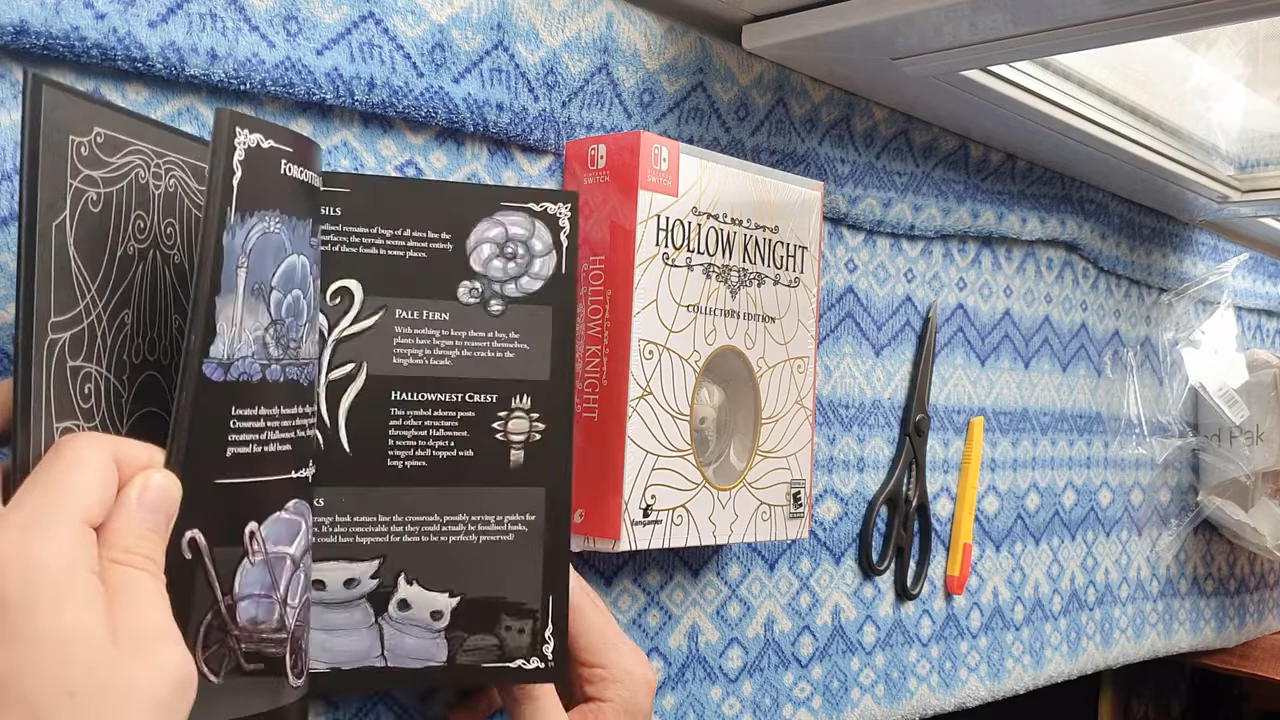 FORGOTTEN
Located directly beneath the
Crossroads were once a
creatures of Hallownest. Now,
ground for wild beasts.
SILS
ilised remains of bugs of all sizes line the
urfaces; the terrain seems almost entirely
ed of these fossils in some places.
PALE FERN
With nothing to keep them at bay, the
plants have begun to reassert themselves,
creeping in through the cracks in the
kingdom's facade.
HALLOWNEST CREST
This symbol adorns posts
and other structures
throughout Hallownest.
It seems to depict a
winged shell topped with
long spines.
KS
range husk statues line the crossroads, possibly serving as guides for
s. It's also conceivable that they could actually be fossilised husks,
t could have happened for them to be so perfectly preserved?
NINTENDO
SWITCH
HOLLOW KNIGHT
NINTENDO
SWITCH
HOLLOW KNIGHT
COLLECTOR'S EDITION
fangamer
E
d Pak